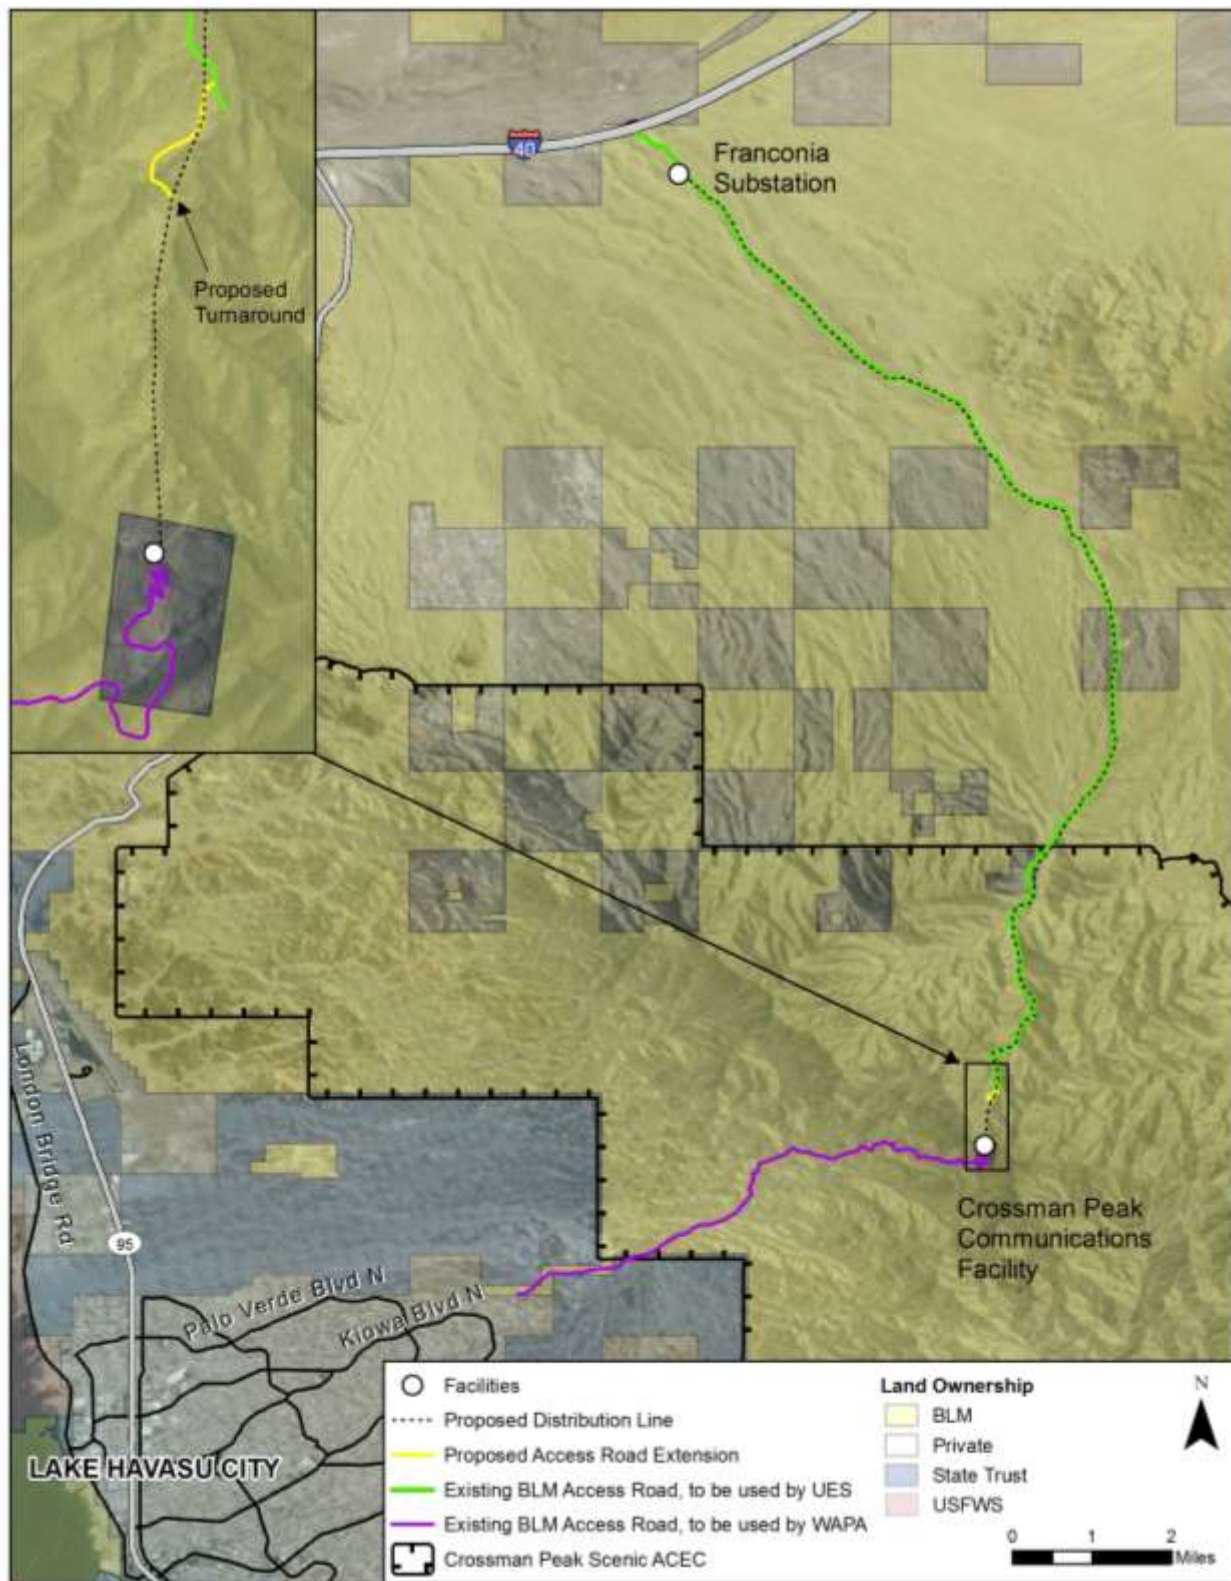 40
Franconia
Substation
Proposed
Turnaround
London Bridge Rd
95
Palo Verde Blvd N
Kiowa Blvd N
Crossman Peak
Communications
Facility
LAKE HAVASU CITY
Facilities
Proposed Distribution Line
Proposed Access Road Extension
Existing BLM Access Road, to be used by UES
Existing BLM Access Road, to be used by WAPA
Crossman Peak Scenic ACEC
Land Ownership
BLM
Private
State Trust
USFWS
N
0 1 2
Miles